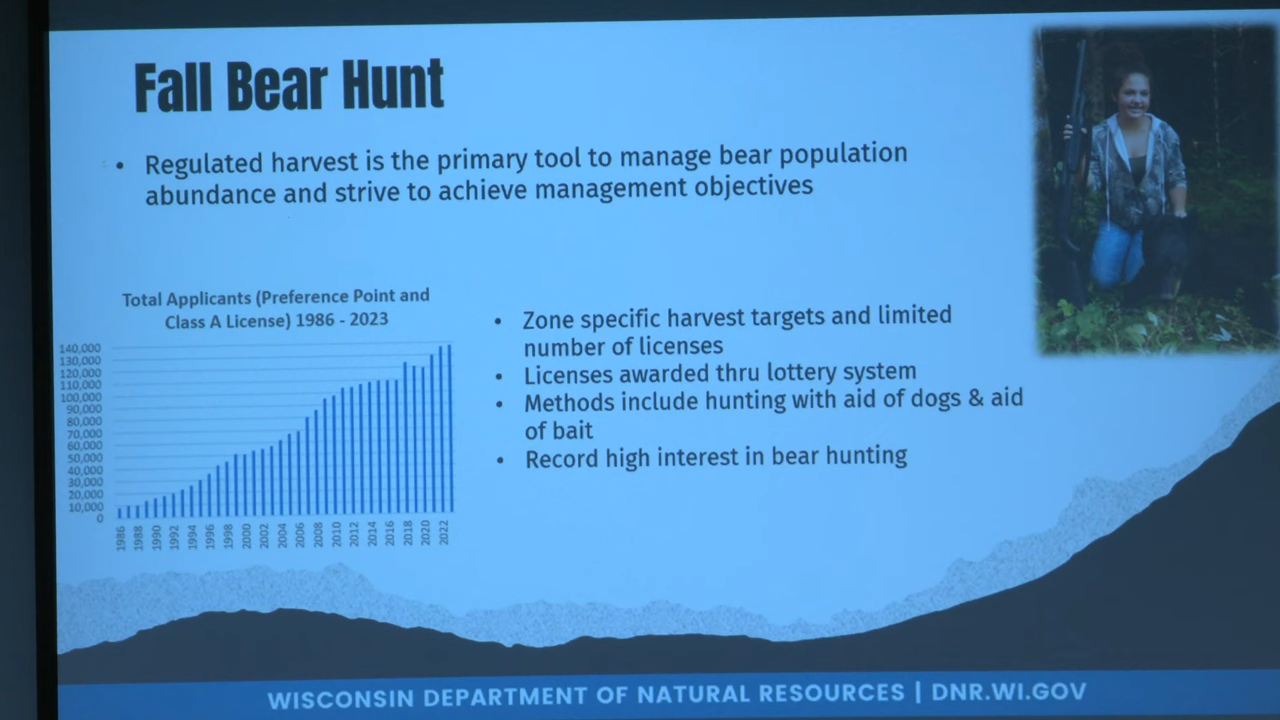 Fall Bear Hunt
• Regulated harvest is the primary tool to manage bear population
abundance and strive to achieve management objectives
Total Applicants (Preference Point and
Class A License) 1986 - 2023
140,000
130,000
120,000
110,000
100,000
90,000
80,000
70,000
60,000
50,000
40,000
30,000
20,000
10,000
0
1986 1988 1990 1992 1994 1996 1998 2000 2002 2004 2006 2008 2010 2012 2014 2016 2018 2020 2022
• Zone specific harvest targets and limited
number of licenses
• Licenses awarded thru lottery system
• Methods include hunting with aid of dogs & aid
of bait
• Record high interest in bear hunting
WISCONSIN DEPARTMENT OF NATURAL RESOURCES | DNR.WI.GOV